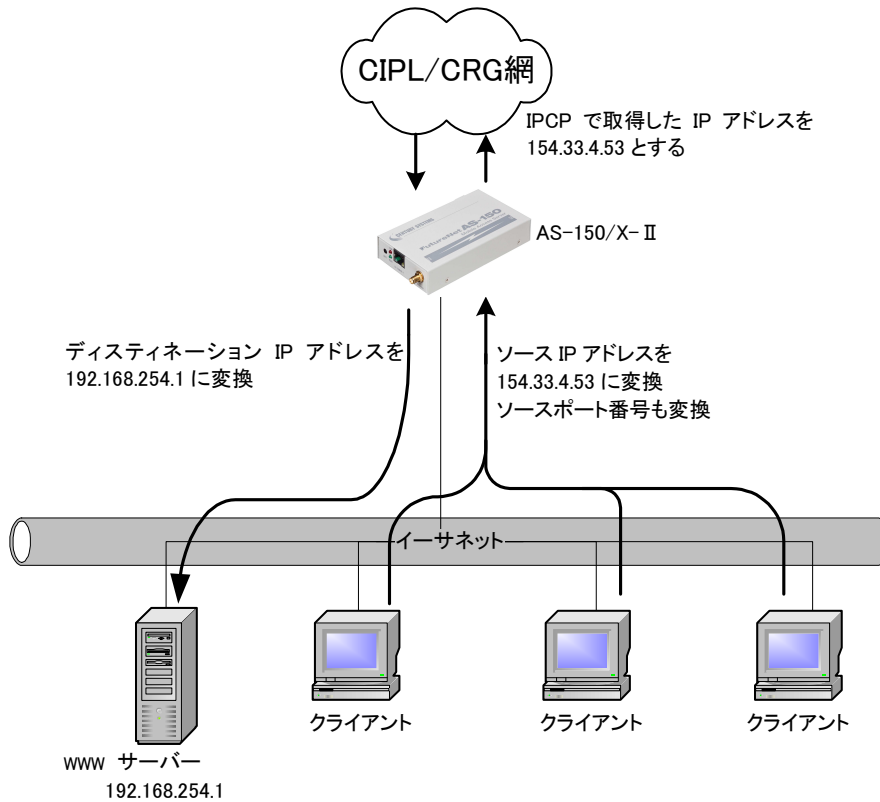 CIPL/CRG網
IPCP で取得した IP アドレスを
154.33.4.53 とする
CENTURY SYSTEMS
FutureNet AS-150
AS-150/X-Ⅱ
ディスティネーション IP アドレスを
192.168.254.1 に変換
ソース IP アドレスを
154.33.4.53 に変換
ソースポート番号も変換
イーサネット
クライアント
クライアント
クライアント
WWW サーバー
192.168.254.1